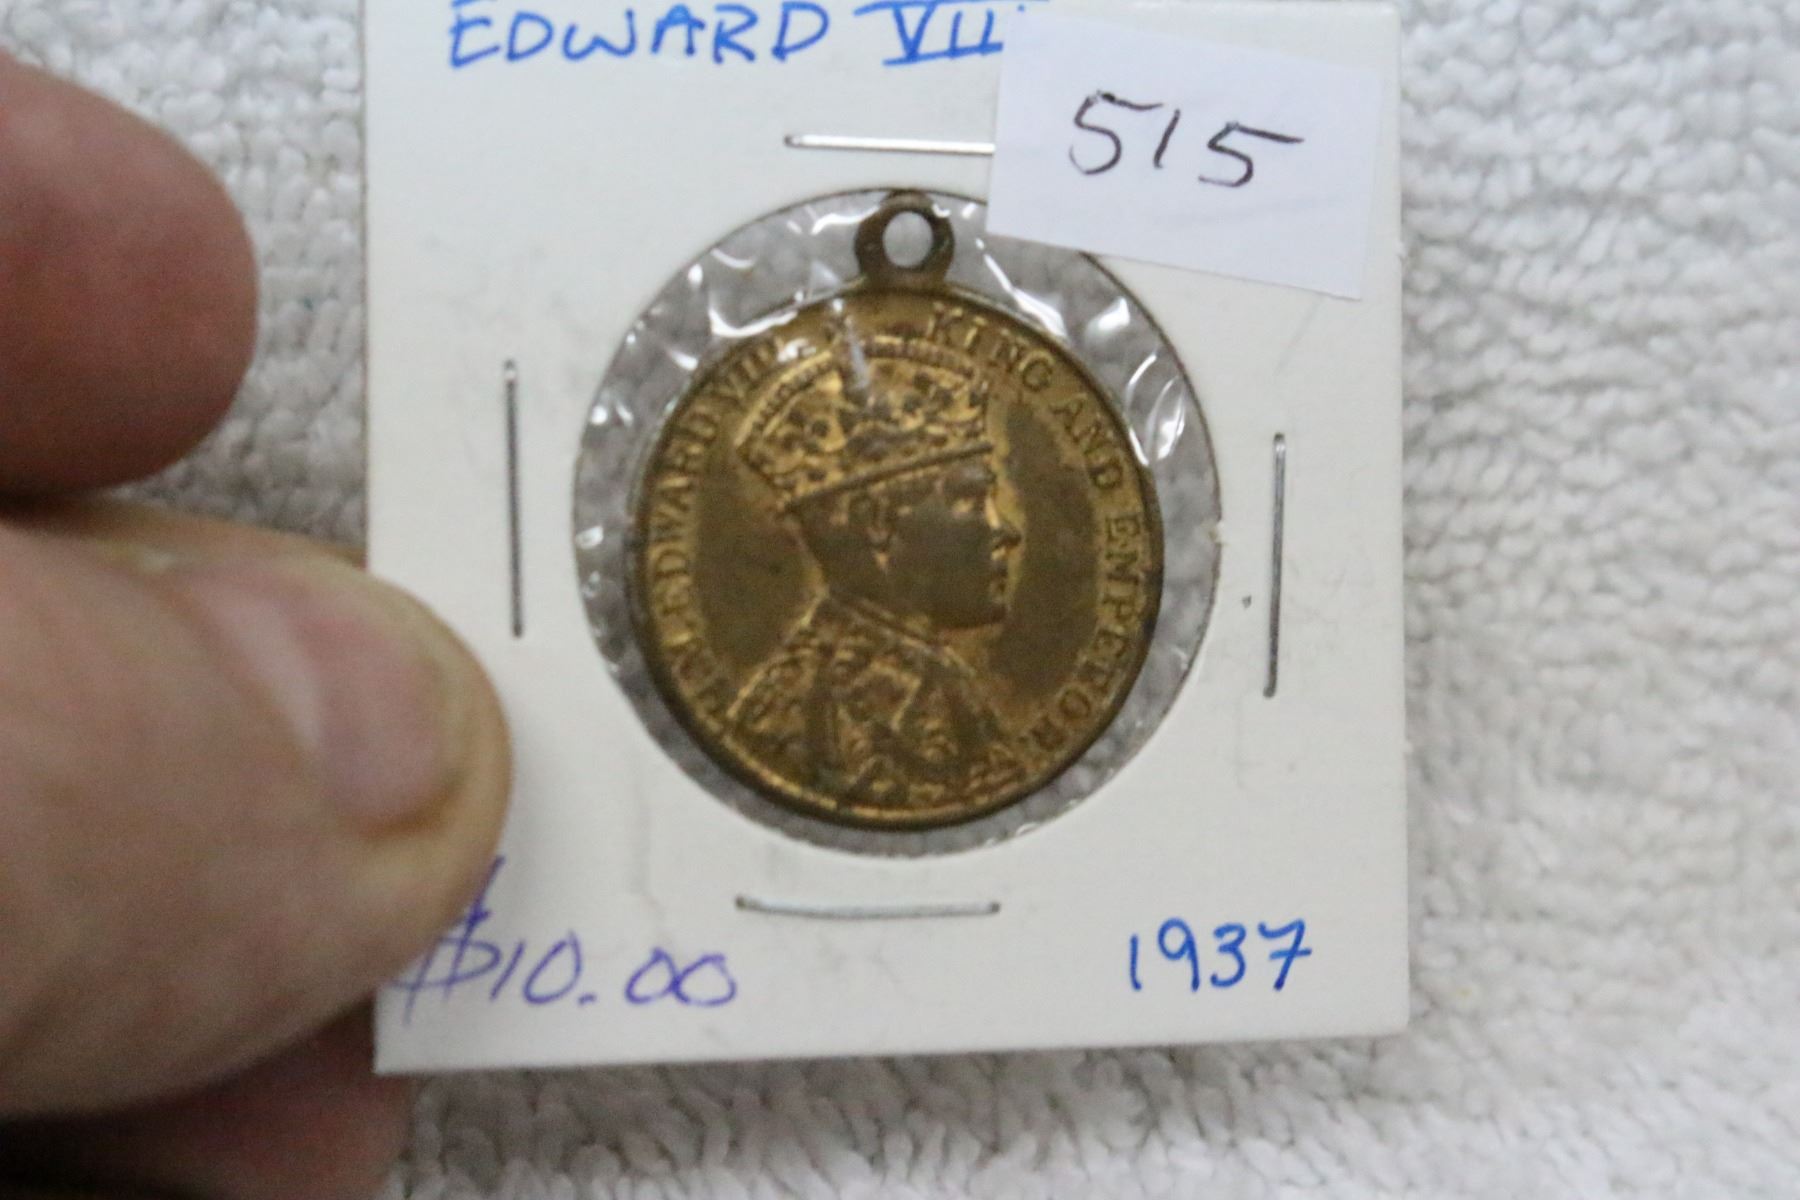 EDWARD VIII
515
H.M. EDWARD VIII KING AND EMPEROR
$10.00
1937